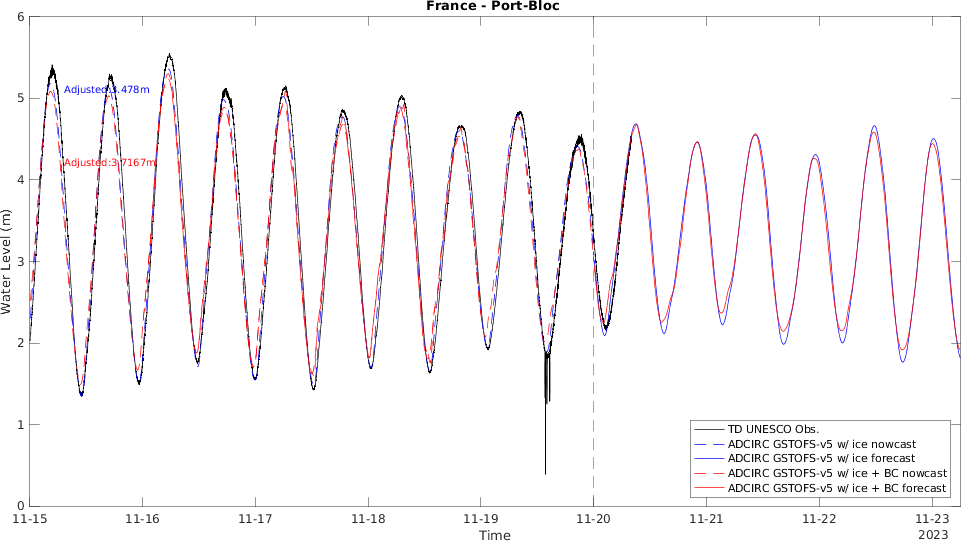 France - Port-Bloc
Water Level (m)
6
5
4
3
2
1
0
Adjusted:3.478m
Adjusted:3.7167m
TD UNESCO Obs.
ADCIRC GSTOFS-v5 w/ ice nowcast
ADCIRC GSTOFS-v5 w/ ice forecast
ADCIRC GSTOFS-v5 w/ ice + BC nowcast
ADCIRC GSTOFS-v5 w/ ice + BC forecast
11-15 11-16 11-17 11-18 11-19 11-20 11-21 11-22 11-23
2023
Time